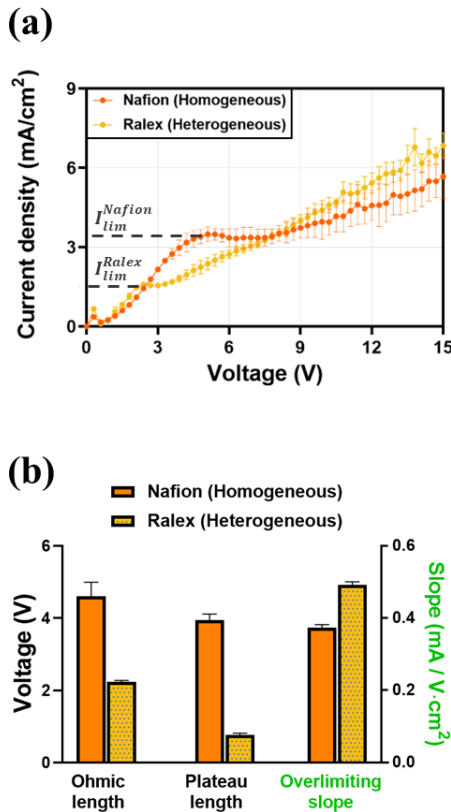 (a)
Current density (mA/cm²)
9
6
3
0
Nafion (Homogeneous)
Ralex (Heterogeneous)
I_lim^Nafion
I_lim^Ralex
0 3 6 9 12 15
Voltage (V)
(b)
Nafion (Homogeneous)
Ralex (Heterogeneous)
Voltage (V)
6
4
2
0
0.6
0.4
0.2
0.0
Slope (mA / V·cm²)
Ohmic
length
Plateau
length
Overlimiting
slope